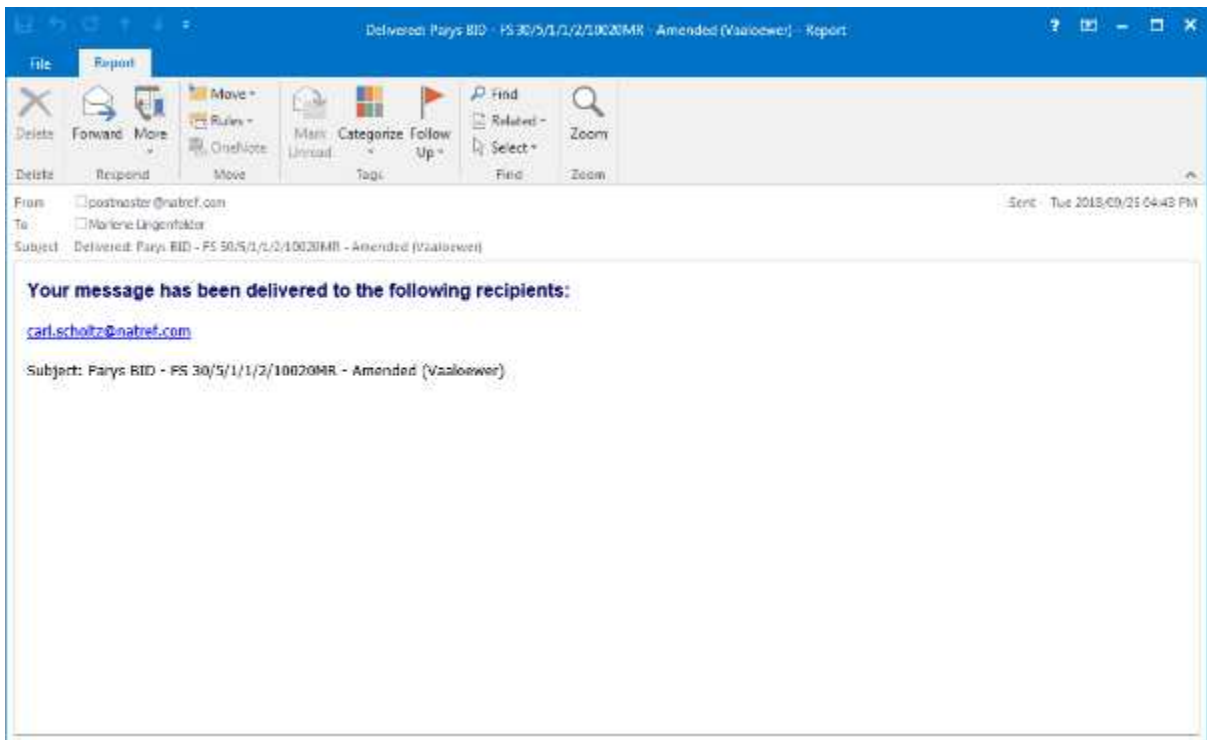 Delivered: Parys BID - FS 30/5/1/1/2/10020MR - Amended (Vaaloewer) - Report
File Report
Delete Forward More Move Rules OneNote Mark Unread Categorize Follow Up Find Related Select Zoom
Delete Respond Move Tags Find Zoom
From postmaster@natref.com Sent Tue 2018/09/25 04:43 PM
To Marlene Lingenfelder
Subject Delivered: Parys BID - FS 30/5/1/1/2/10020MR - Amended (Vaaloewer)
Your message has been delivered to the following recipients:
carl.scholtz@natref.com
Subject: Parys BID - FS 30/5/1/1/2/10020MR - Amended (Vaaloewer)